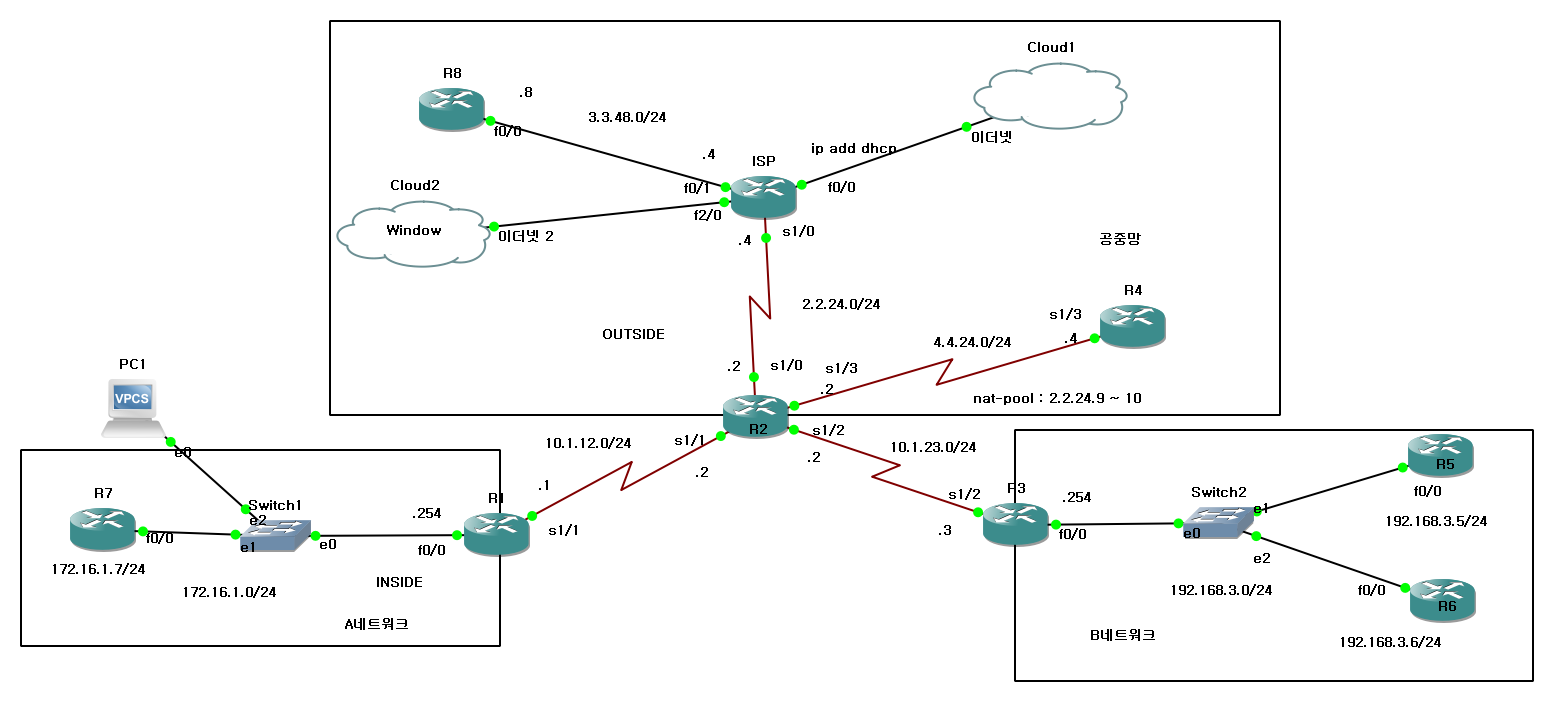 Cloud1
R8
.8
3.3.48.0/24
f0/0
이더넷
ip add dhcp
.4
ISP
f0/1
f0/0
Cloud2
f2/0
Window
이더넷 2
.4
s1/0
공중망
R4
2.2.24.0/24
s1/3
OUTSIDE
4.4.24.0/24
.4
PC1
.2
s1/0
s1/3
.2
nat-pool : 2.2.24.9 ~ 10
VPCS
R2
s1/1
s1/2
10.1.12.0/24
10.1.23.0/24
.2
.2
e0
R5
f0/0
R7
.1
R1
R3
s1/2
.254
Switch2
Switch1
e2
.254
e1
192.168.3.5/24
f0/0
e1
e0
f0/0
s1/1
.3
f0/0
e0
e2
172.16.1.7/24
INSIDE
172.16.1.0/24
192.168.3.0/24
f0/0
R6
A네트워크
B네트워크
192.168.3.6/24